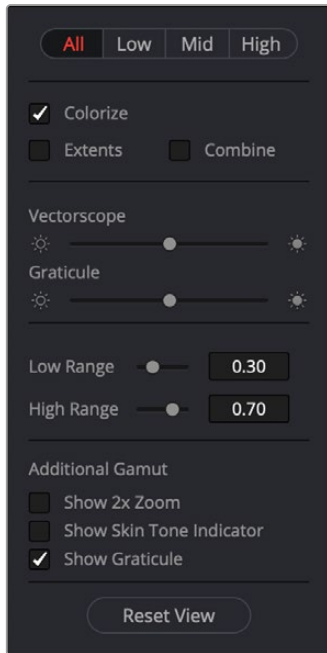 All Low Mid High
Colorize
Extents Combine
Vectorscope
Graticule
Low Range 0.30
High Range 0.70
Additional Gamut
Show 2x Zoom
Show Skin Tone Indicator
Show Graticule
Reset View